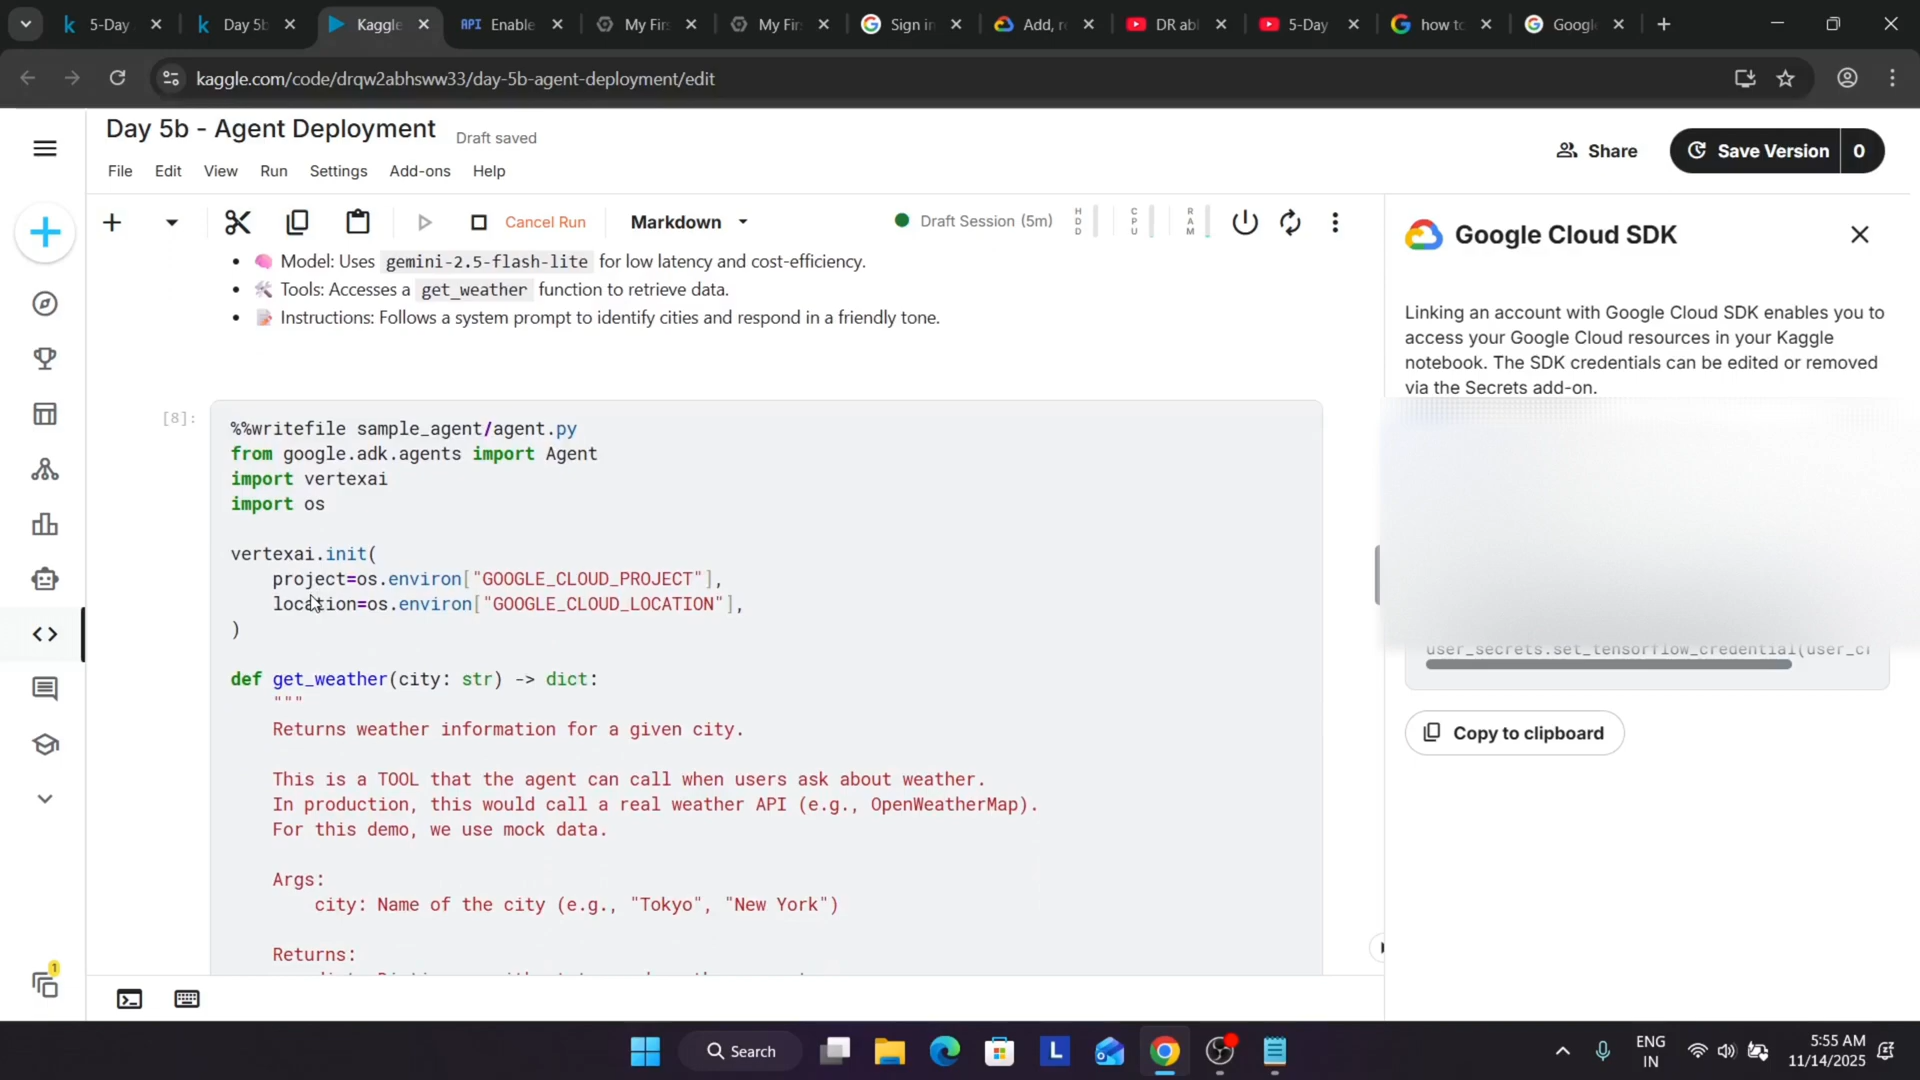 5-Day
Day 5b
Kaggle
API Enable
My Fir
My Fir
Sign in
Add, r
DR abl
5-Day
how to
Google
kaggle.com/code/drqw2abhsww33/day-5b-agent-deployment/edit
Day 5b - Agent Deployment
Draft saved
Share
Save Version 0
File Edit View Run Settings Add-ons Help
Cancel Run
Markdown
Draft Session (5m)
HDD
CPU
RAM
Google Cloud SDK
Linking an account with Google Cloud SDK enables you to
access your Google Cloud resources in your Kaggle
notebook. The SDK credentials can be edited or removed
via the Secrets add-on.
user_secrets.set_tensorflow_credential(user_cr
Copy to clipboard
Model: Uses gemini-2.5-flash-lite for low latency and cost-efficiency.
Tools: Accesses a get_weather function to retrieve data.
Instructions: Follows a system prompt to identify cities and respond in a friendly tone.
[8]:
%%writefile sample_agent/agent.py
from google.adk.agents import Agent
import vertexai
import os
vertexai.init(
project=os.environ["GOOGLE_CLOUD_PROJECT"],
location=os.environ["GOOGLE_CLOUD_LOCATION"],
)
def get_weather(city: str) -> dict:
"""
Returns weather information for a given city.
This is a TOOL that the agent can call when users ask about weather.
In production, this would call a real weather API (e.g., OpenWeatherMap).
For this demo, we use mock data.
Args:
city: Name of the city (e.g., "Tokyo", "New York")
Returns:
1
Search
L
ENG
IN
5:55 AM
11/14/2025